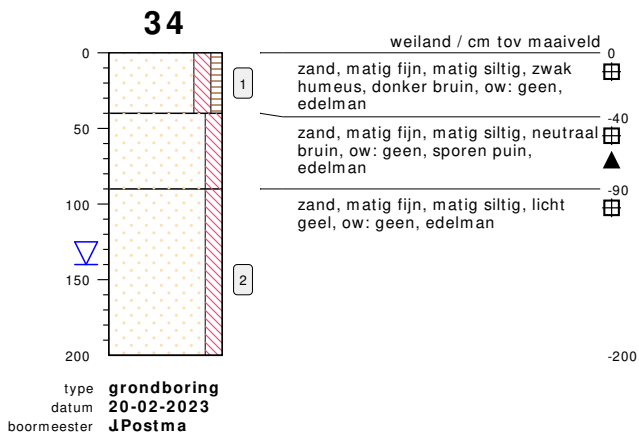 34
weiland / cm tov maaiveld
0
0
zand, matig fijn, matig siltig, zwak
humeus, donker bruin, ow: geen,
edelman
1
-40
50
zand, matig fijn, matig siltig, neutraal
bruin, ow: geen, sporen puin,
edelman
-90
100
zand, matig fijn, matig siltig, licht
geel, ow: geen, edelman
150
2
200
-200
type grondboring
datum 20-02-2023
boormeester J.Postma